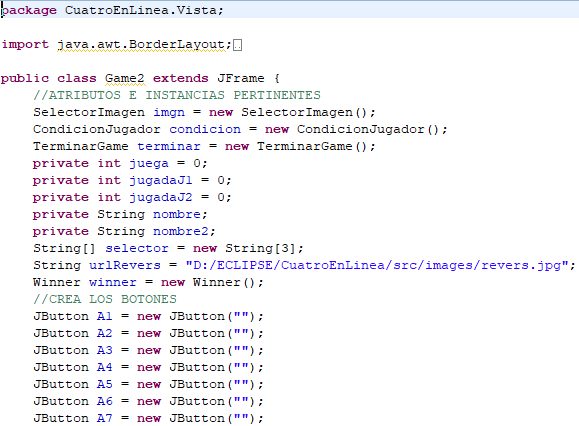 package CuatroEnLinea.Vista;
import java.awt.BorderLayout;
public class Game2 extends JFrame {
//ATRIBUTOS E INSTANCIAS PERTINENTES
SelectorImagen imgn = new SelectorImagen();
CondicionJugador condicion = new CondicionJugador();
TerminarGame terminar = new TerminarGame();
private int juega = 0;
private int jugadaJ1 = 0;
private int jugadaJ2 = 0;
private String nombre;
private String nombre2;
String[] selector = new String[3];
String urlRevers = "D:/ECLIPSE/CuatroEnLinea/src/images/revers.jpg";
Winner winner = new Winner();
//CREA LOS BOTONES
JButton A1 = new JButton("");
JButton A2 = new JButton("");
JButton A3 = new JButton("");
JButton A4 = new JButton("");
JButton A5 = new JButton("");
JButton A6 = new JButton("");
JButton A7 = new JButton("");